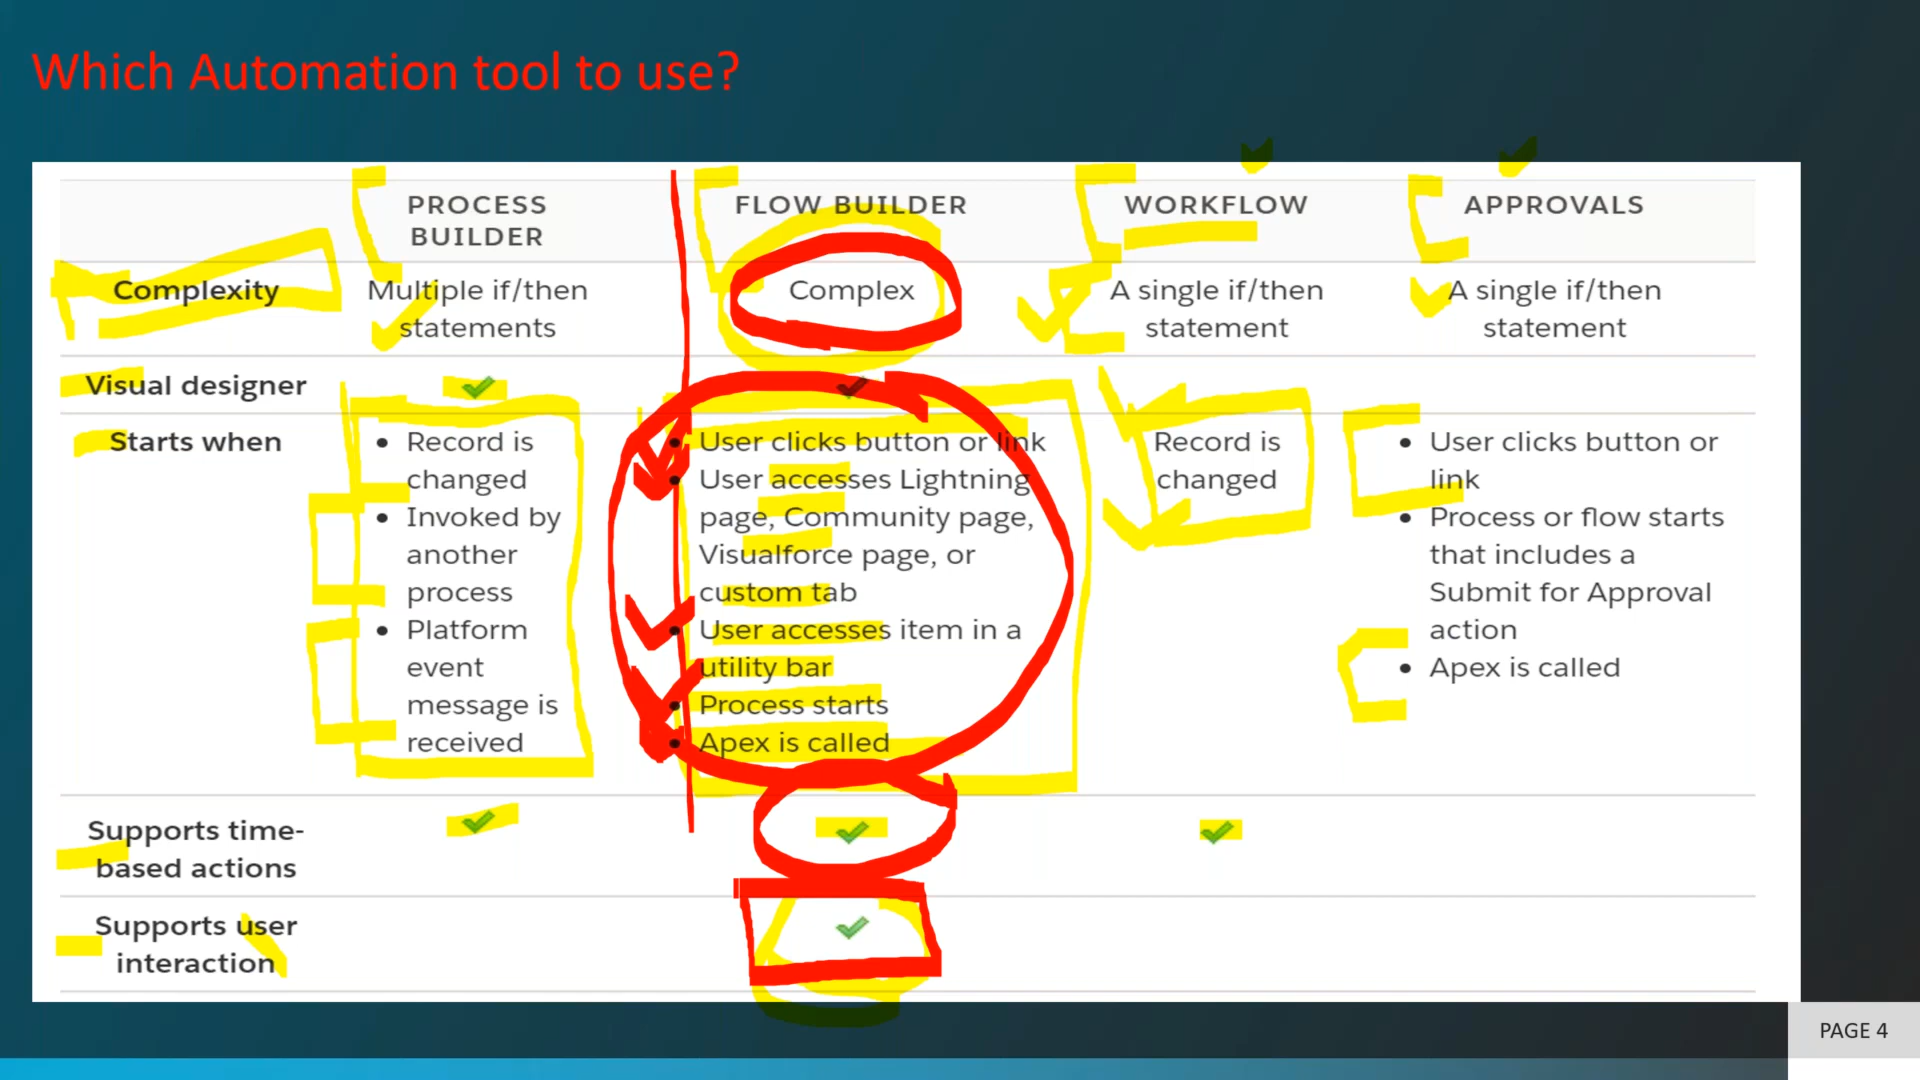 Which Automation tool to use?
PROCESS
BUILDER
FLOW BUILDER
WORKFLOW
APPROVALS
Complexity
Multiple if/then
statements
Complex
A single if/then
statement
A single if/then
statement
Visual designer
Starts when
• Record is
changed
• Invoked by
another
process
• Platform
event
message is
received
• User clicks button or link
• User accesses Lightning
page, Community page,
Visualforce page, or
custom tab
• User accesses item in a
utility bar
• Process starts
• Apex is called
Record is
changed
• User clicks button or
link
• Process or flow starts
that includes a
Submit for Approval
action
• Apex is called
Supports time-
based actions
Supports user
interaction
PAGE 4